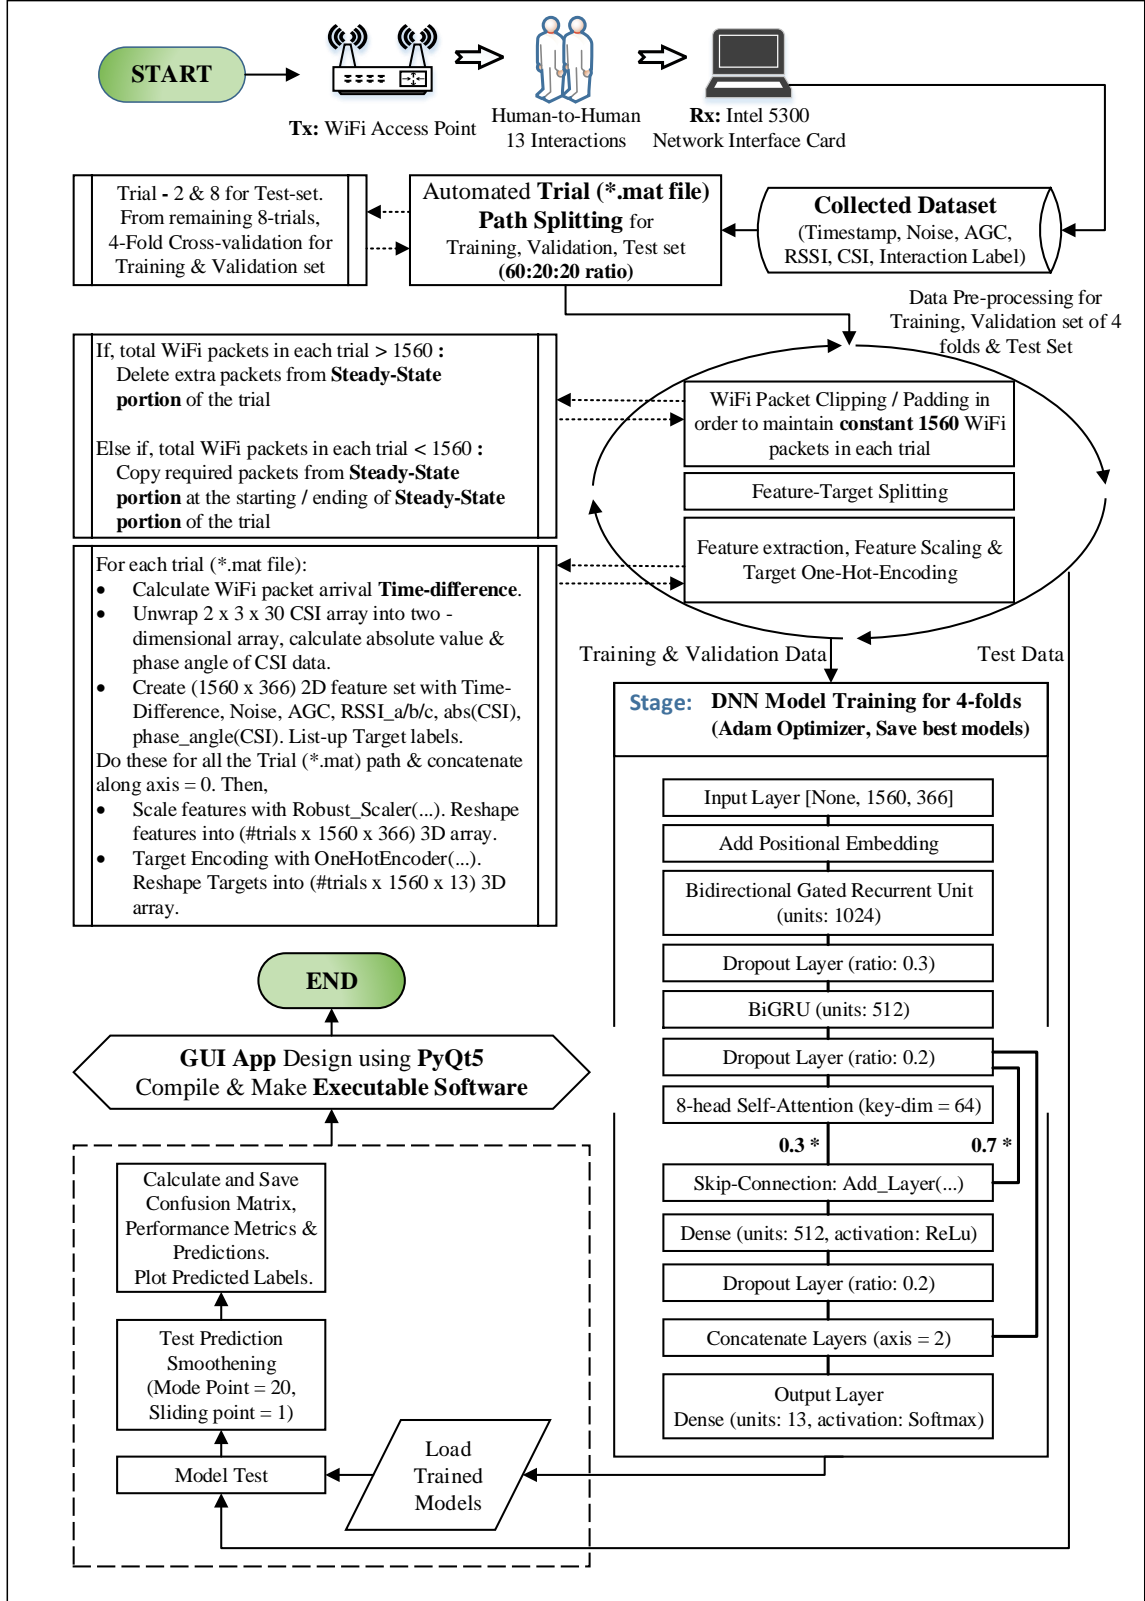 START
Tx: WiFi Access Point
Human-to-Human
13 Interactions
Rx: Intel 5300
Network Interface Card
Trial - 2 & 8 for Test-set.
From remaining 8-trials,
4-Fold Cross-validation for
Training & Validation set
Automated Trial (*.mat file)
Path Splitting for
Training, Validation, Test set
(60:20:20 ratio)
Collected Dataset
(Timestamp, Noise, AGC,
RSSI, CSI, Interaction Label)
Data Pre-processing for
Training, Validation set of 4
folds & Test Set
If, total WiFi packets in each trial > 1560 :
Delete extra packets from Steady-State
portion of the trial
Else if, total WiFi packets in each trial < 1560 :
Copy required packets from Steady-State
portion at the starting / ending of Steady-State
portion of the trial
WiFi Packet Clipping / Padding in
order to maintain constant 1560 WiFi
packets in each trial
Feature-Target Splitting
Feature extraction, Feature Scaling &
Target One-Hot-Encoding
For each trial (*.mat file):
• Calculate WiFi packet arrival Time-difference.
• Unwrap 2 x 3 x 30 CSI array into two -
dimensional array, calculate absolute value &
phase angle of CSI data.
• Create (1560 x 366) 2D feature set with Time-
Difference, Noise, AGC, RSSI_a/b/c, abs(CSI),
phase_angle(CSI). List-up Target labels.
Do these for all the Trial (*.mat) path & concatenate
along axis = 0. Then,
• Scale features with Robust_Scaler(...). Reshape
features into (#trials x 1560 x 366) 3D array.
• Target Encoding with OneHotEncoder(...).
Reshape Targets into (#trials x 1560 x 13) 3D
array.
Training & Validation Data
Test Data
Stage: DNN Model Training for 4-folds
(Adam Optimizer, Save best models)
Input Layer [None, 1560, 366]
Add Positional Embedding
Bidirectional Gated Recurrent Unit
(units: 1024)
Dropout Layer (ratio: 0.3)
BiGRU (units: 512)
Dropout Layer (ratio: 0.2)
8-head Self-Attention (key-dim = 64)
0.3 *
0.7 *
Skip-Connection: Add_Layer(...)
Dense (units: 512, activation: ReLu)
Dropout Layer (ratio: 0.2)
Concatenate Layers (axis = 2)
Output Layer
Dense (units: 13, activation: Softmax)
END
GUI App Design using PyQt5
Compile & Make Executable Software
Calculate and Save
Confusion Matrix,
Performance Metrics &
Predictions.
Plot Predicted Labels.
Test Prediction
Smoothening
(Mode Point = 20,
Sliding point = 1)
Model Test
Load
Trained
Models